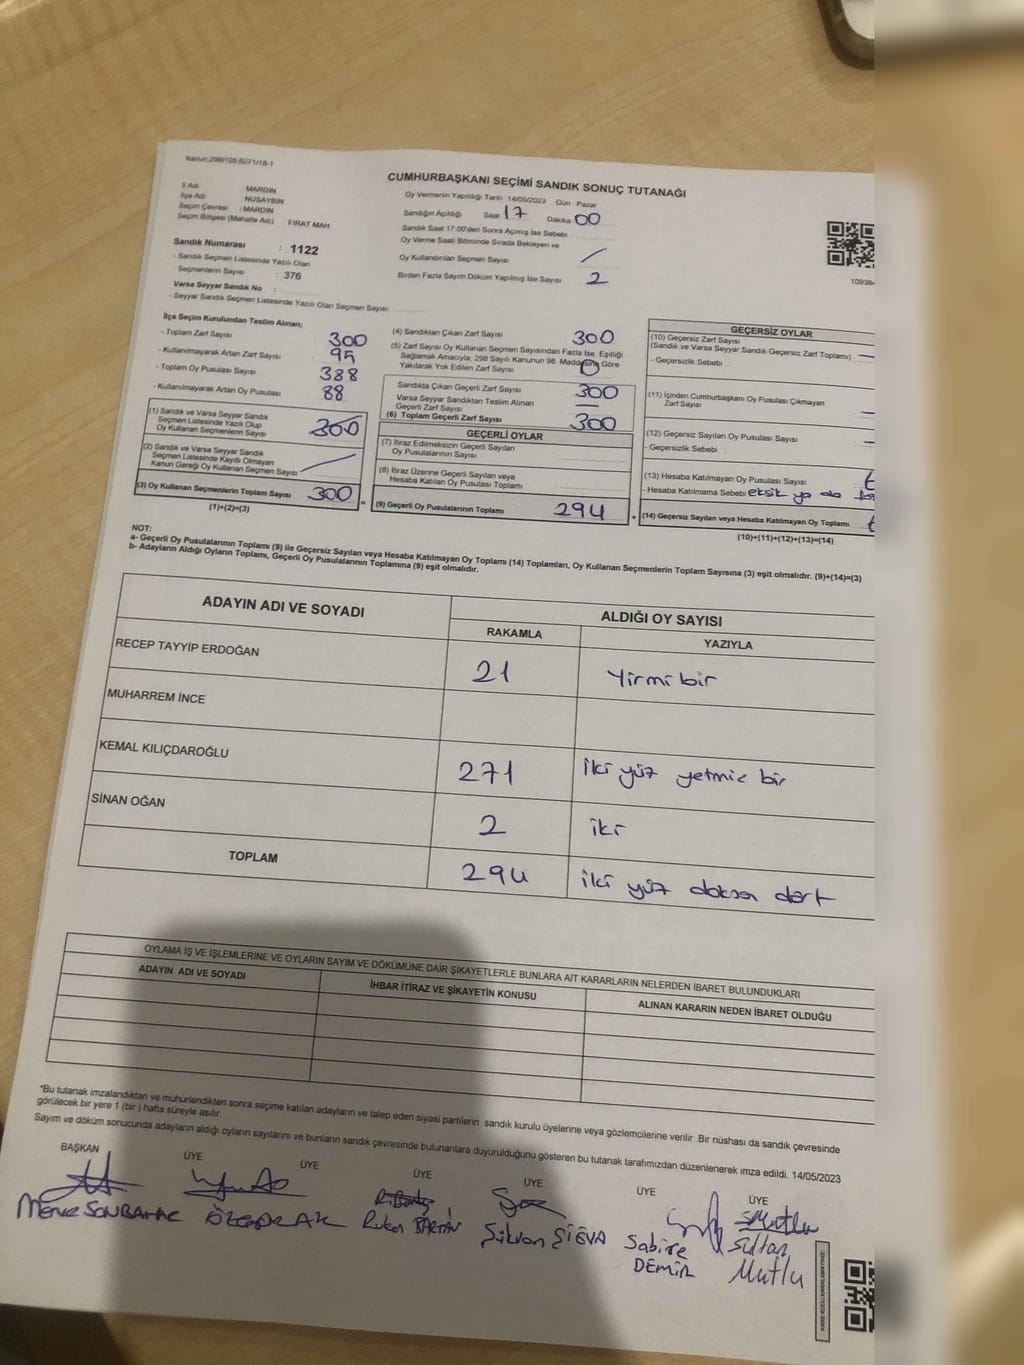 Kanun:298/105.6271/18-1
CUMHURBAŞKANI SEÇİMİ SANDIK SONUÇ TUTANAĞI
İl Adı : MARDİN
İlçe Adı : NUSAYBİN
Seçim Çevresi : MARDİN
Seçim Bölgesi (Mahalle Adı) FIRAT MAH
Sandık Numarası : 1122
- Sandık Seçmen Listesinde Yazılı Olan
Seçmenlerin Sayısı : 376
Varsa Seyyar Sandık No :
- Seyyar Sandık Seçmen Listesinde Yazılı Olan Seçmen Sayısı:
Oy Vermenin Yapıldığı Tarih 14/05/2023 Gün : Pazar
Sandığın Açıldığı Saat 17 Dakika 00
Sandık Saat 17:00'den Sonra Açılmış İse Sebebi
Oy Verme Saati Bitiminde Sırada Bekleyen ve
Oy Kullandırılan Seçmen Sayısı /
Birden Fazla Sayım Döküm Yapılmış İse Sayısı 2
10938
İlçe Seçim Kurulundan Teslim Alınan;
- Toplam Zarf Sayısı 300
- Kullanılmayarak Artan Zarf Sayısı 95
- Toplam Oy Pusulası Sayısı 388
- Kullanılmayarak Artan Oy Pusulası 88
(1) Sandık ve Varsa Seyyar Sandık
Seçmen Listesinde Yazılı Olup
Oy Kullanan Seçmenlerin Sayısı 300
(2) Sandık ve Varsa Seyyar Sandık
Seçmen Listesinde Kayıtlı Olmayan
Kanun Gereği Oy Kullanan Seçmen Sayısı
(3) Oy Kullanan Seçmenlerin Toplam Sayısı 300
(1)+(2)=(3)
(4) Sandıktan Çıkan Zarf Sayısı 300
(5) Zarf Sayısı Oy Kullanan Seçmen Sayısından Fazla İse, Eşitliği
Sağlamak Amacıyla, 298 Sayılı Kanunun 98. Maddesine Göre
Yakılarak Yok Edilen Zarf Sayısı 0
Sandıkta Çıkan Geçerli Zarf Sayısı 300
Varsa Seyyar Sandıktan Teslim Alınan
Geçerli Zarf Sayısı —
(6) Toplam Geçerli Zarf Sayısı 300
GEÇERLİ OYLAR
(7) İtiraz Edilmeksizin Geçerli Sayılan
Oy Pusulalarının Sayısı
(8) İtiraz Üzerine Geçerli Sayılan veya
Hesaba Katılan Oy Pusulası Toplamı
= (9) Geçerli Oy Pusulalarının Toplamı 294
GEÇERSİZ OYLAR
(10) Geçersiz Zarf Sayısı
(Sandık ve Varsa Seyyar Sandık Geçersiz Zarf Toplamı) : —
- Geçersizlik Sebebi
(11) İçinden Cumhurbaşkanı Oy Pusulası Çıkmayan
Zarf Sayısı —
(12) Geçersiz Sayılan Oy Pusulası Sayısı —
- Geçersizlik Sebebi
(13) Hesaba Katılmayan Oy Pusulası Sayısı
- Hesaba Katılmama Sebebi eksik ya da
+ (14) Geçersiz Sayılan veya Hesaba Katılmayan Oy Toplamı
(10)+(11)+(12)+(13)=(14)
NOT:
a- Geçerli Oy Pusulalarının Toplamı (9) ile Geçersiz Sayılan veya Hesaba Katılmayan Oy Toplamı (14) Toplamları, Oy Kullanan Seçmenlerin Toplam Sayısına (3) eşit olmalıdır. (9)+(14)=(3)
b- Adayların Aldığı Oyların Toplamı, Geçerli Oy Pusulalarının Toplamına (9) eşit olmalıdır.
ADAYIN ADI VE SOYADI ALDIĞI OY SAYISI
RAKAMLA YAZIYLA
RECEP TAYYİP ERDOĞAN 21 Yirmi bir
MUHARREM İNCE
KEMAL KILIÇDAROĞLU 271 iki yüz yetmiş bir
SİNAN OĞAN 2 iki
TOPLAM 294 iki yüz doksan dört
OYLAMA İŞ VE İŞLEMLERİNE VE OYLARIN SAYIM VE DÖKÜMÜNE DAİR ŞİKAYETLERLE BUNLARA AİT KARARLARIN NELERDEN İBARET BULUNDUKLARI
ADAYIN ADI VE SOYADI İHBAR İTİRAZ VE ŞİKAYETİN KONUSU ALINAN KARARIN NEDEN İBARET OLDUĞU
*Bu tutanak imzalandıktan ve mühürlendikten sonra seçime katılan adayların ve talep eden siyasi partilerin sandık kurulu üyelerine veya gözlemcilerine verilir .Bir nüshası da sandık çevresinde
görülecek bir yere 1 (bir ) hafta süreyle asılır.
Sayım ve döküm sonucunda adayların aldığı oyların sayılarını ve bunların sandık çevresinde bulunanlara duyurulduğunu gösteren bu tutanak tarafımızdan düzenlenerek imza edildi. 14/05/2023
BAŞKAN ÜYE ÜYE ÜYE ÜYE ÜYE ÜYE
Merve SONBAHAR
Sabire DEMİR
Sultan Mutlu